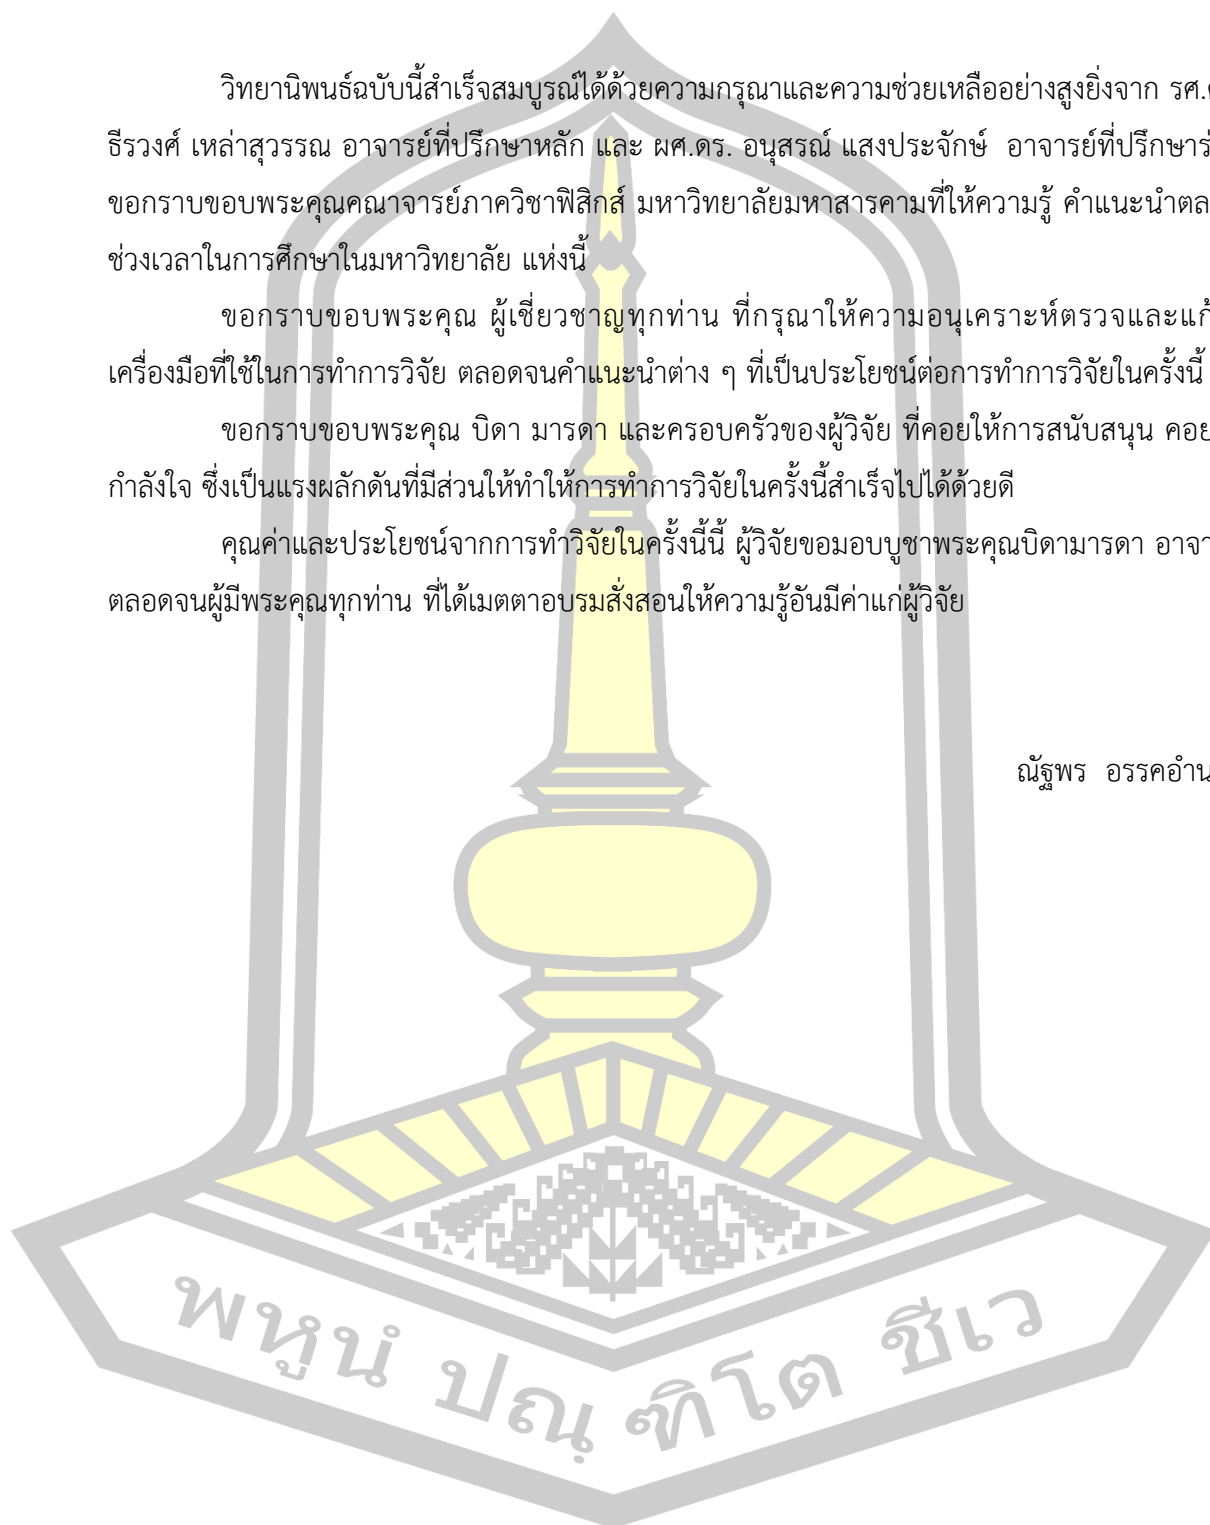 วิทยานิพนธ์ฉบับนี้สำเร็จสมบูรณ์ได้ด้วยความกรุณาและความช่วยเหลืออย่างสูงยิ่งจาก รศ.
ธีรวงศ์ เหล่าสุวรรณ อาจารย์ที่ปรึกษาหลัก และ ผศ.ดร. อนุสรณ์ แสงประจักษ์ อาจารย์ที่ปรึกษาร่
ขอกราบขอบพระคุณคณาจารย์ภาควิชาฟิสิกส์ มหาวิทยาลัยมหาสารคามที่ให้ความรู้ คำแนะนำตล
ช่วงเวลาในการศึกษาในมหาวิทยาลัย แห่งนี้
ขอกราบขอบพระคุณ ผู้เชี่ยวชาญทุกท่าน ที่กรุณาให้ความอนุเคราะห์ตรวจและแก้
เครื่องมือที่ใช้ในการทำการวิจัย ตลอดจนคำแนะนำต่าง ๆ ที่เป็นประโยชน์ต่อการทำการวิจัยในครั้งนี้
ขอกราบขอบพระคุณ บิดา มารดา และครอบครัวของผู้วิจัย ที่คอยให้การสนับสนุน คอย
กำลังใจ ซึ่งเป็นแรงผลักดันที่มีส่วนให้ทำให้การทำการวิจัยในครั้งนี้สำเร็จไปได้ด้วยดี
คุณค่าและประโยชน์จากการทำวิจัยในครั้งนี้นี้ ผู้วิจัยขอมอบบูชาพระคุณบิดามารดา อาจา
ตลอดจนผู้มีพระคุณทุกท่าน ที่ได้เมตตาอบรมสั่งสอนให้ความรู้อันมีค่าแก่ผู้วิจัย
ณัฐพร อรรคอำน
พหูนํ ปณฺฑิโต ชีเว